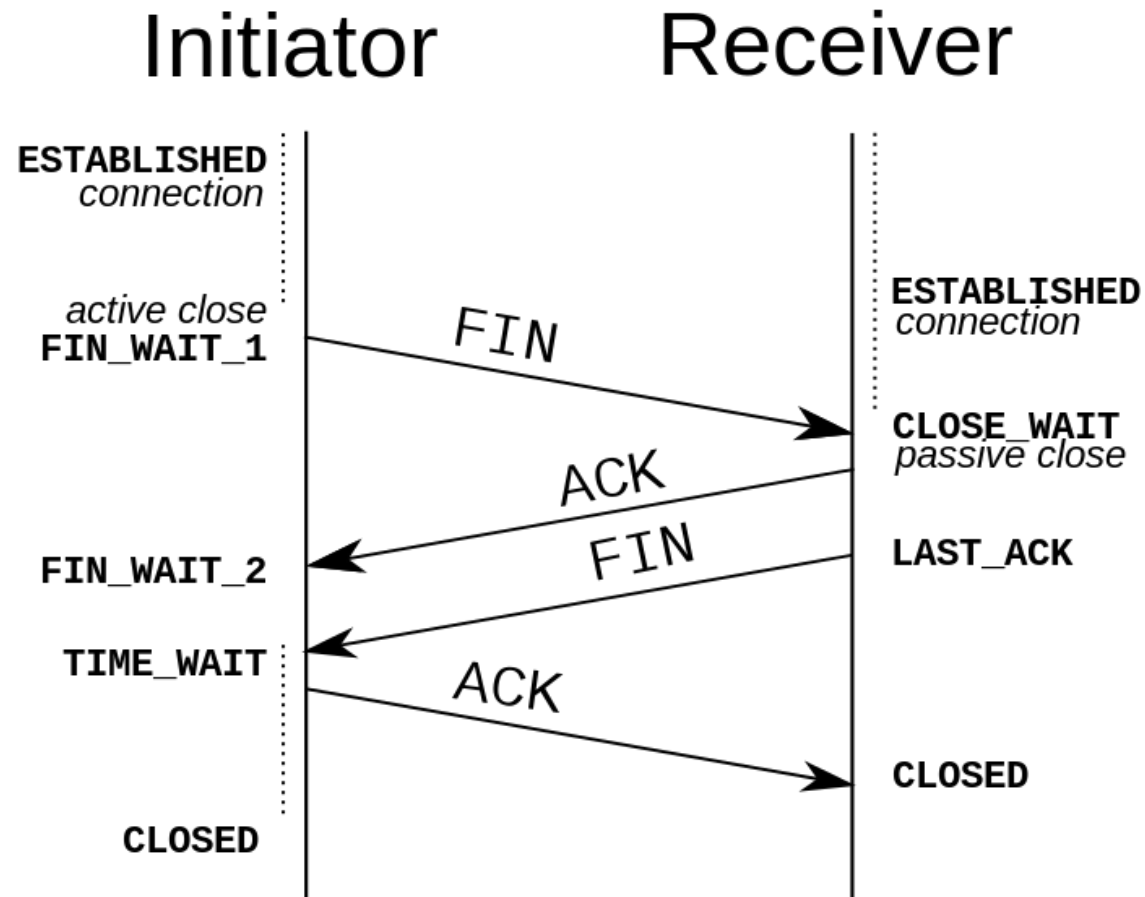 Initiator
Receiver
ESTABLISHED
connection
active close
FIN_WAIT_1
FIN
ESTABLISHED
connection
CLOSE_WAIT
passive close
ACK
FIN
FIN_WAIT_2
LAST_ACK
TIME_WAIT
ACK
CLOSED
CLOSED